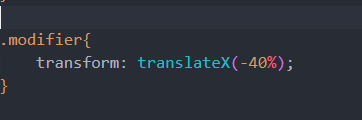 .modifier{
    transform: translateX(-40%);
}